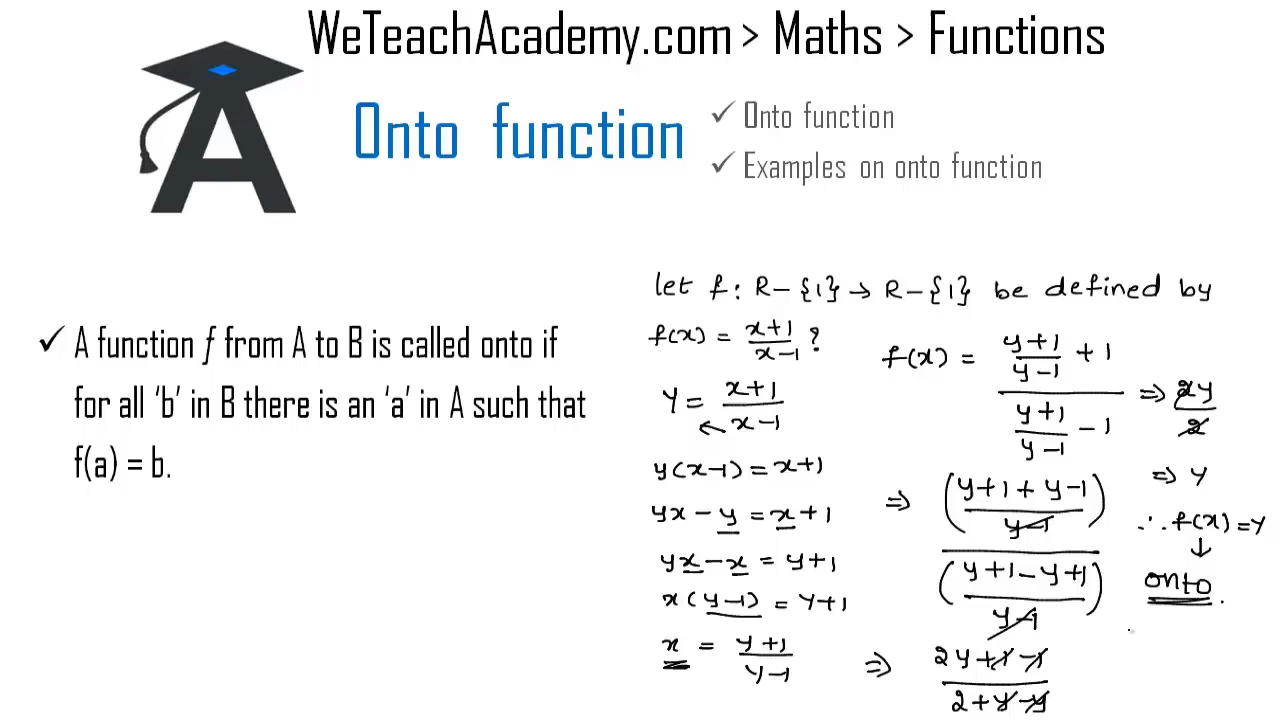 WeTeachAcademy.com > Maths > Functions
Onto function
✓ Onto function
✓ Examples on onto function
✓ A function ƒ from A to B is called onto if
for all 'b' in B there is an 'a' in A such that
f(a) = b.
let f: R-{1} → R-{1} be defined by
f(x) = x+1/x-1 ?
y = x+1/x-1
y(x-1) = x+1
yx - y = x+1
yx - x = y+1
x(y-1) = y+1
x = y+1/y-1
f(x) = (y+1/y-1 + 1)/(y+1/y-1 - 1) ⇒ 2y/2
⇒ (y+1+y-1/y-1)/(y+1-y+1/y-1)
⇒ 2y+1-1/2+y-y
⇒ y
∴ f(x) = y
↓
onto.